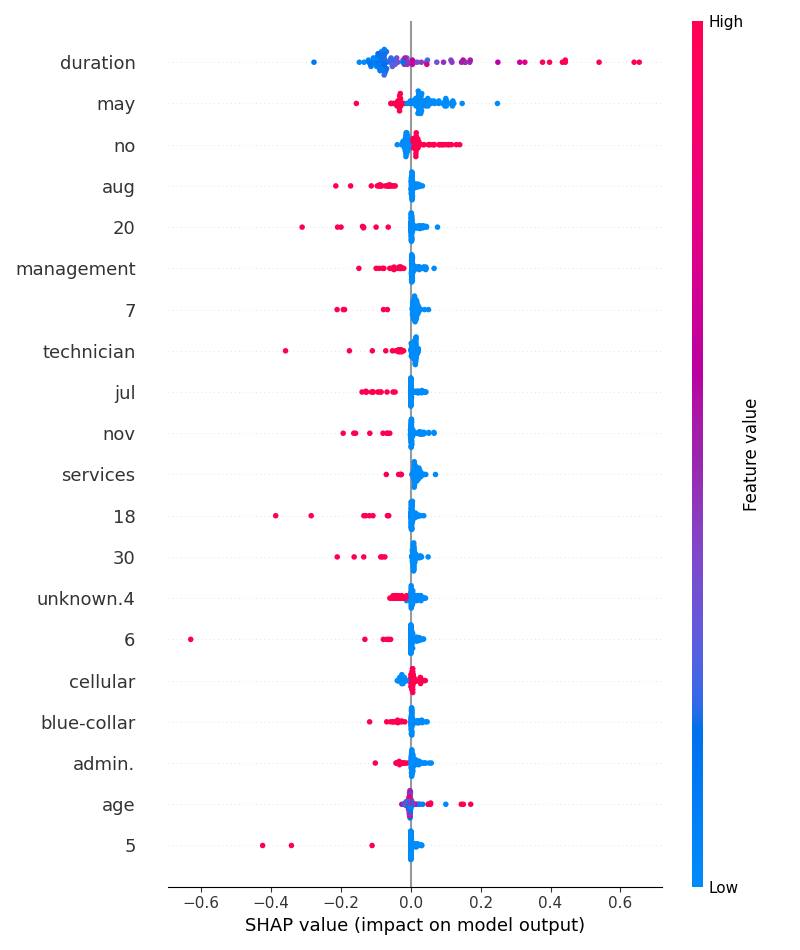 High
duration
may
no
aug
20
management
7
technician
jul
nov
services
18
30
unknown.4
6
cellular
blue-collar
admin.
age
5
Feature value
Low
−0.6 −0.4 −0.2 0.0 0.2 0.4 0.6
SHAP value (impact on model output)